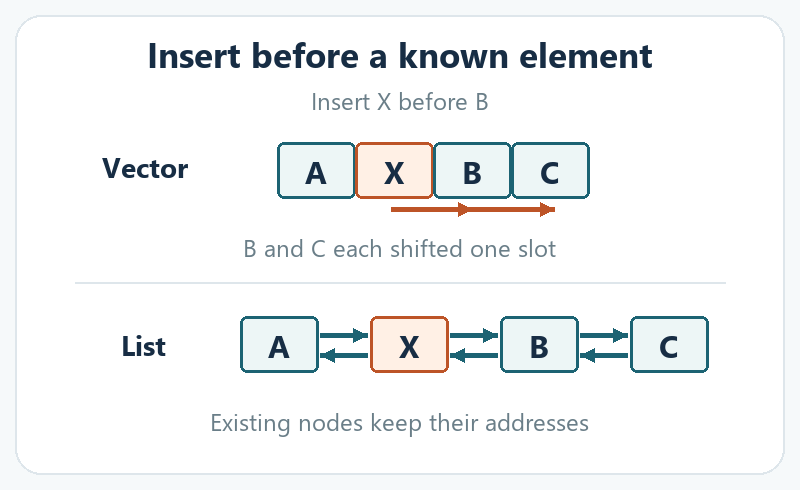 Insert before a known element
Insert X before B
Vector
A X B C
B and C each shifted one slot
List
A X B C
Existing nodes keep their addresses